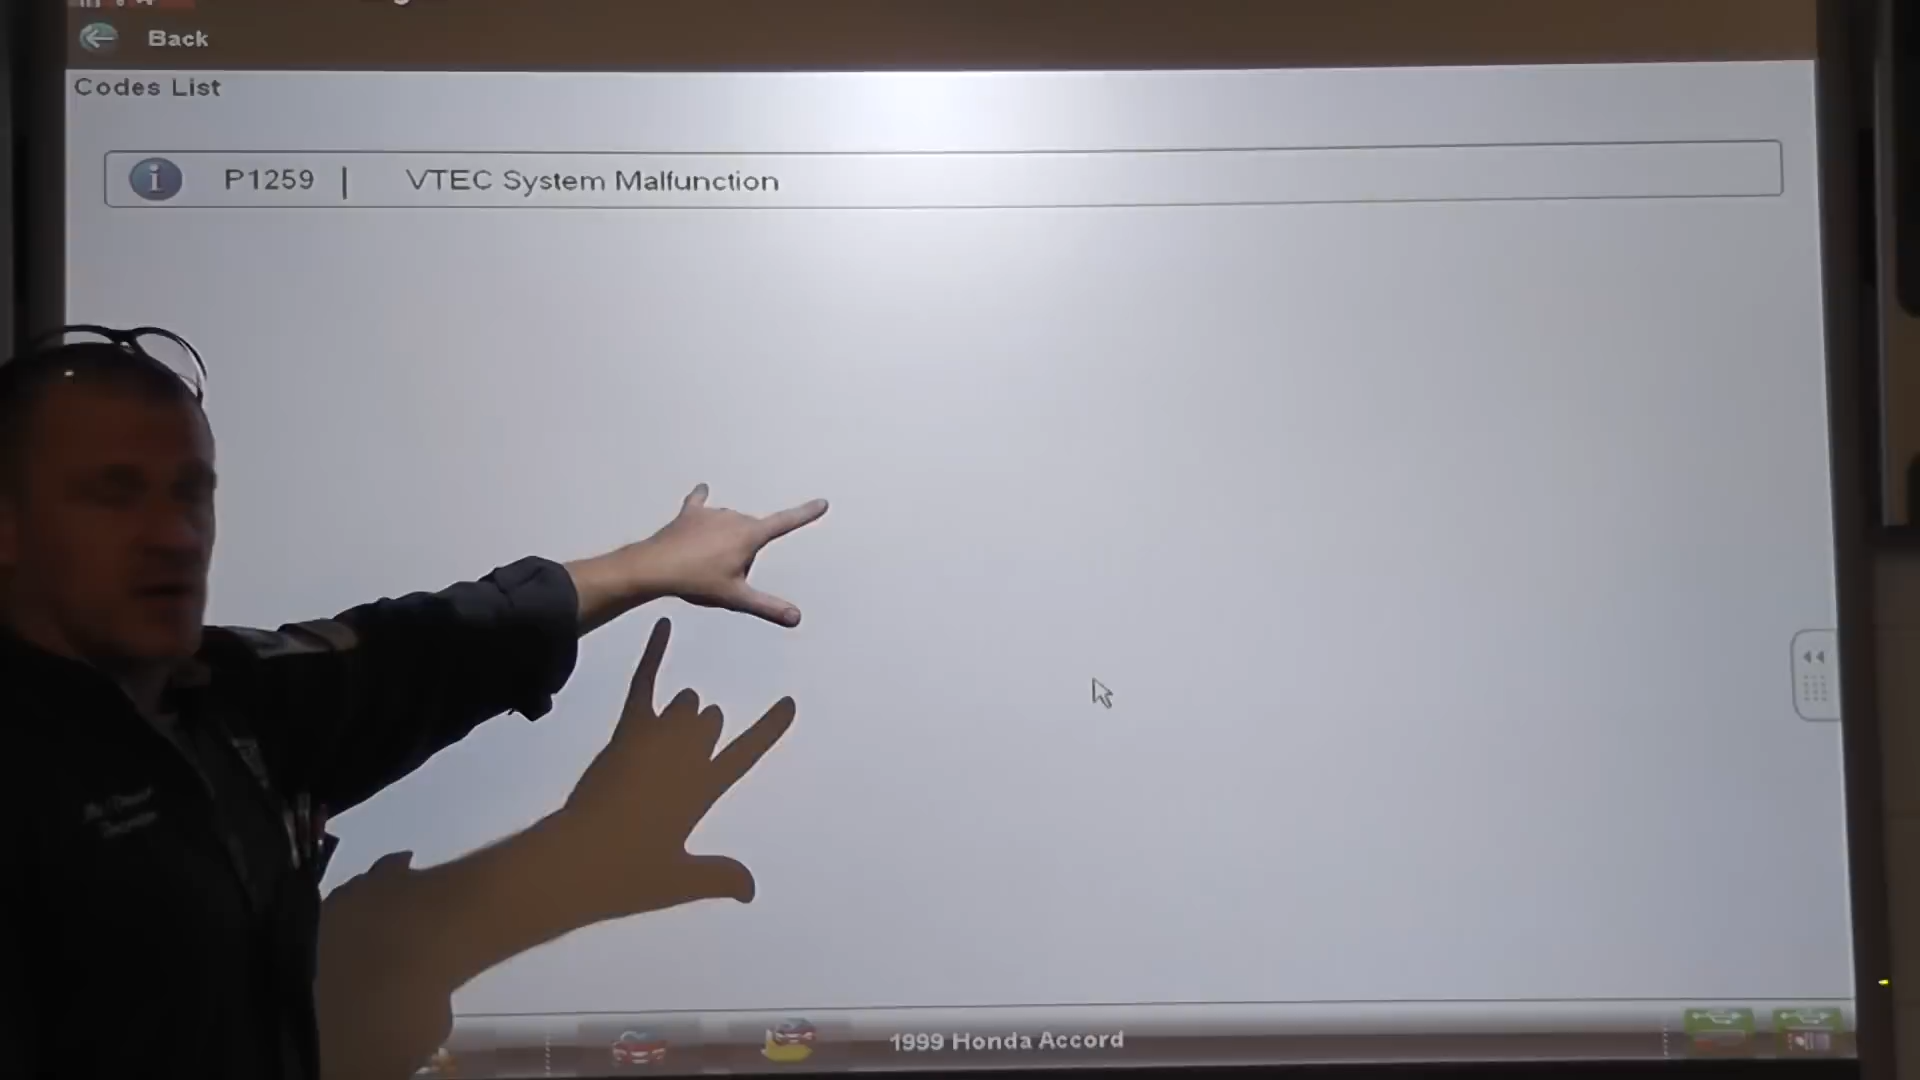 Back
Codes List
i P1259 | VTEC System Malfunction
1999 Honda Accord